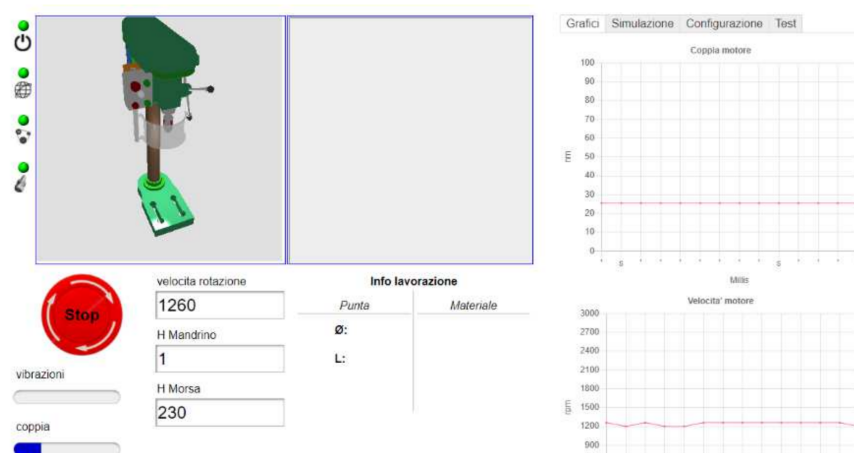 Grafici Simulazione Configurazione Test
Coppia motore
100
90
80
70
60
50
40
30
20
10
0
nm
s s
Millis
Stop
velocita rotazione
1260
H Mandrino
1
H Morsa
230
vibrazioni
coppia
Info lavorazione
Punta Materiale
Ø:
L:
Velocita' motore
3000
2700
2400
2100
1800
1500
1200
900
rpm